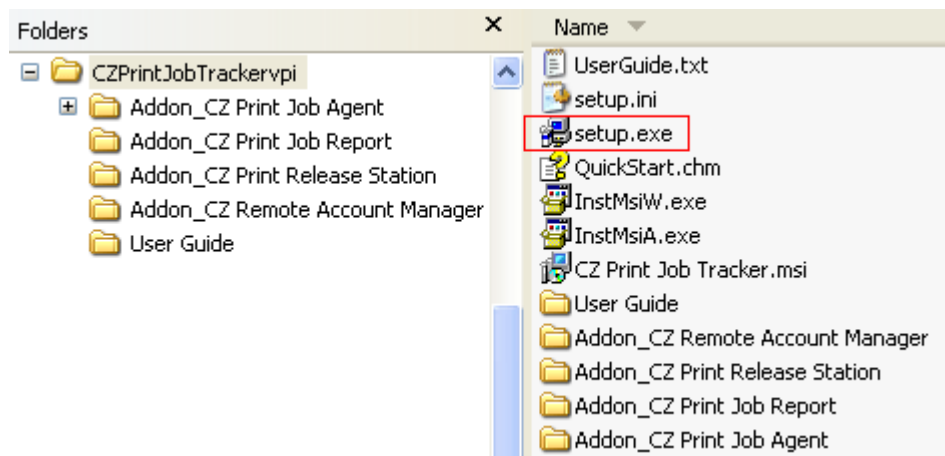 Folders
CZPrintJobTrackervpi
Addon_CZ Print Job Agent
Addon_CZ Print Job Report
Addon_CZ Print Release Station
Addon_CZ Remote Account Manager
User Guide
Name
UserGuide.txt
setup.ini
setup.exe
QuickStart.chm
InstMsiW.exe
InstMsiA.exe
CZ Print Job Tracker.msi
User Guide
Addon_CZ Remote Account Manager
Addon_CZ Print Release Station
Addon_CZ Print Job Report
Addon_CZ Print Job Agent